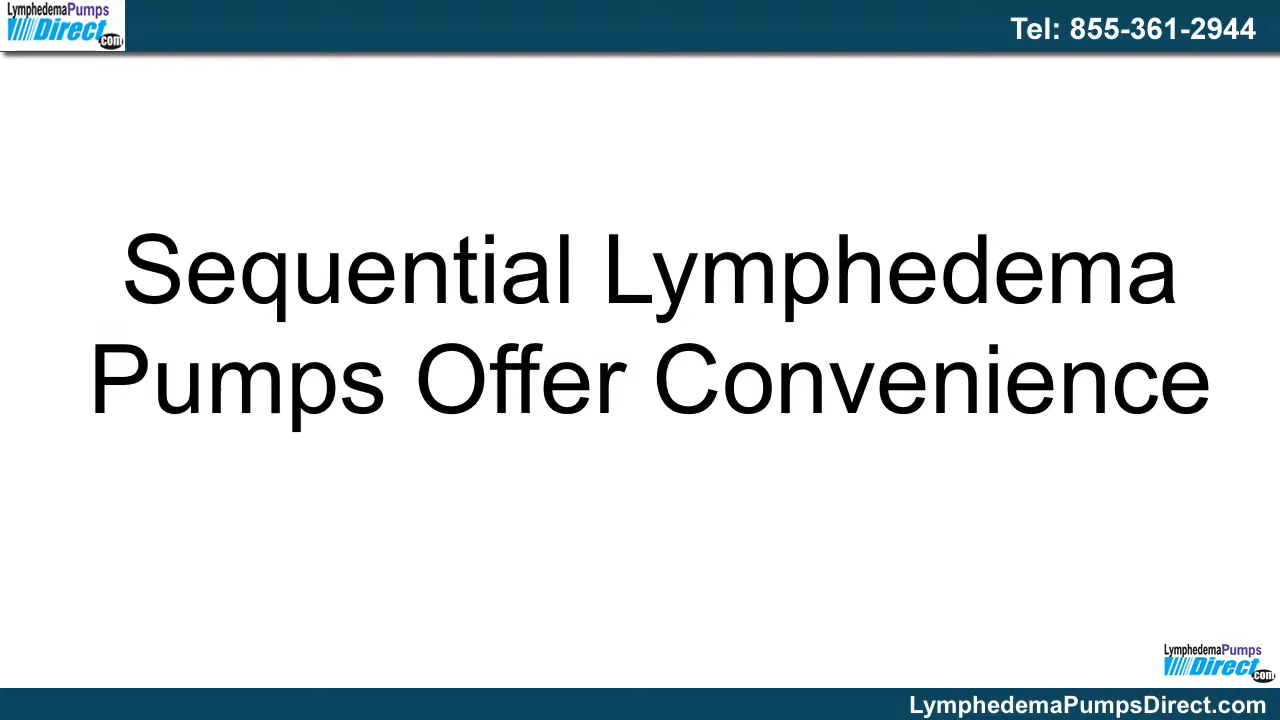 LymphedemaPumps
Direct.com
Tel: 855-361-2944
Sequential Lymphedema
Pumps Offer Convenience
LymphedemaPumps
Direct.com
LymphedemaPumpsDirect.com